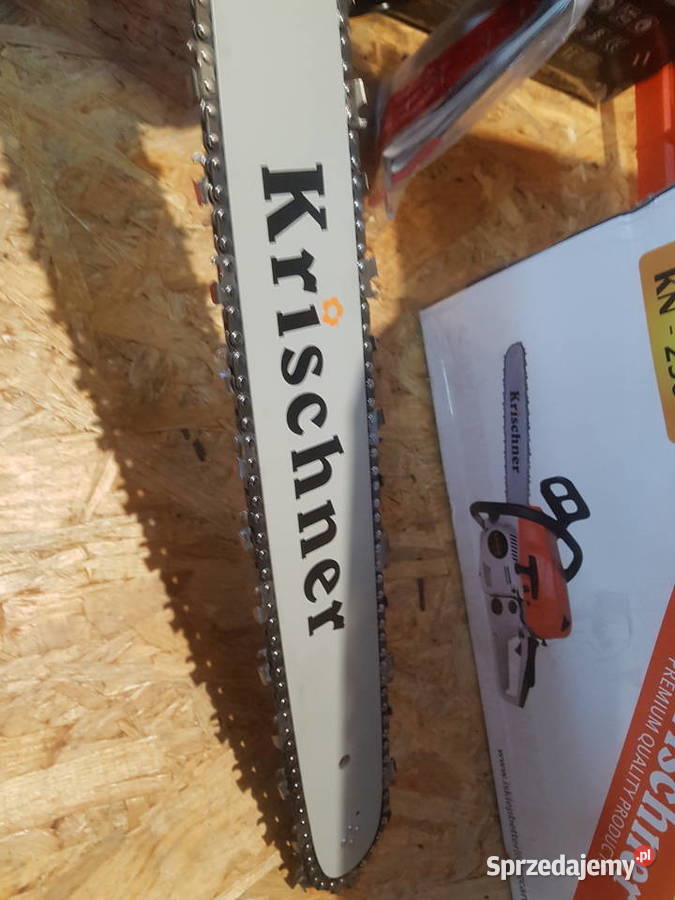 Krischner
KN - 
Krischner
PREMIUM QUALITY PRODUC
Sprzedajemy.pl